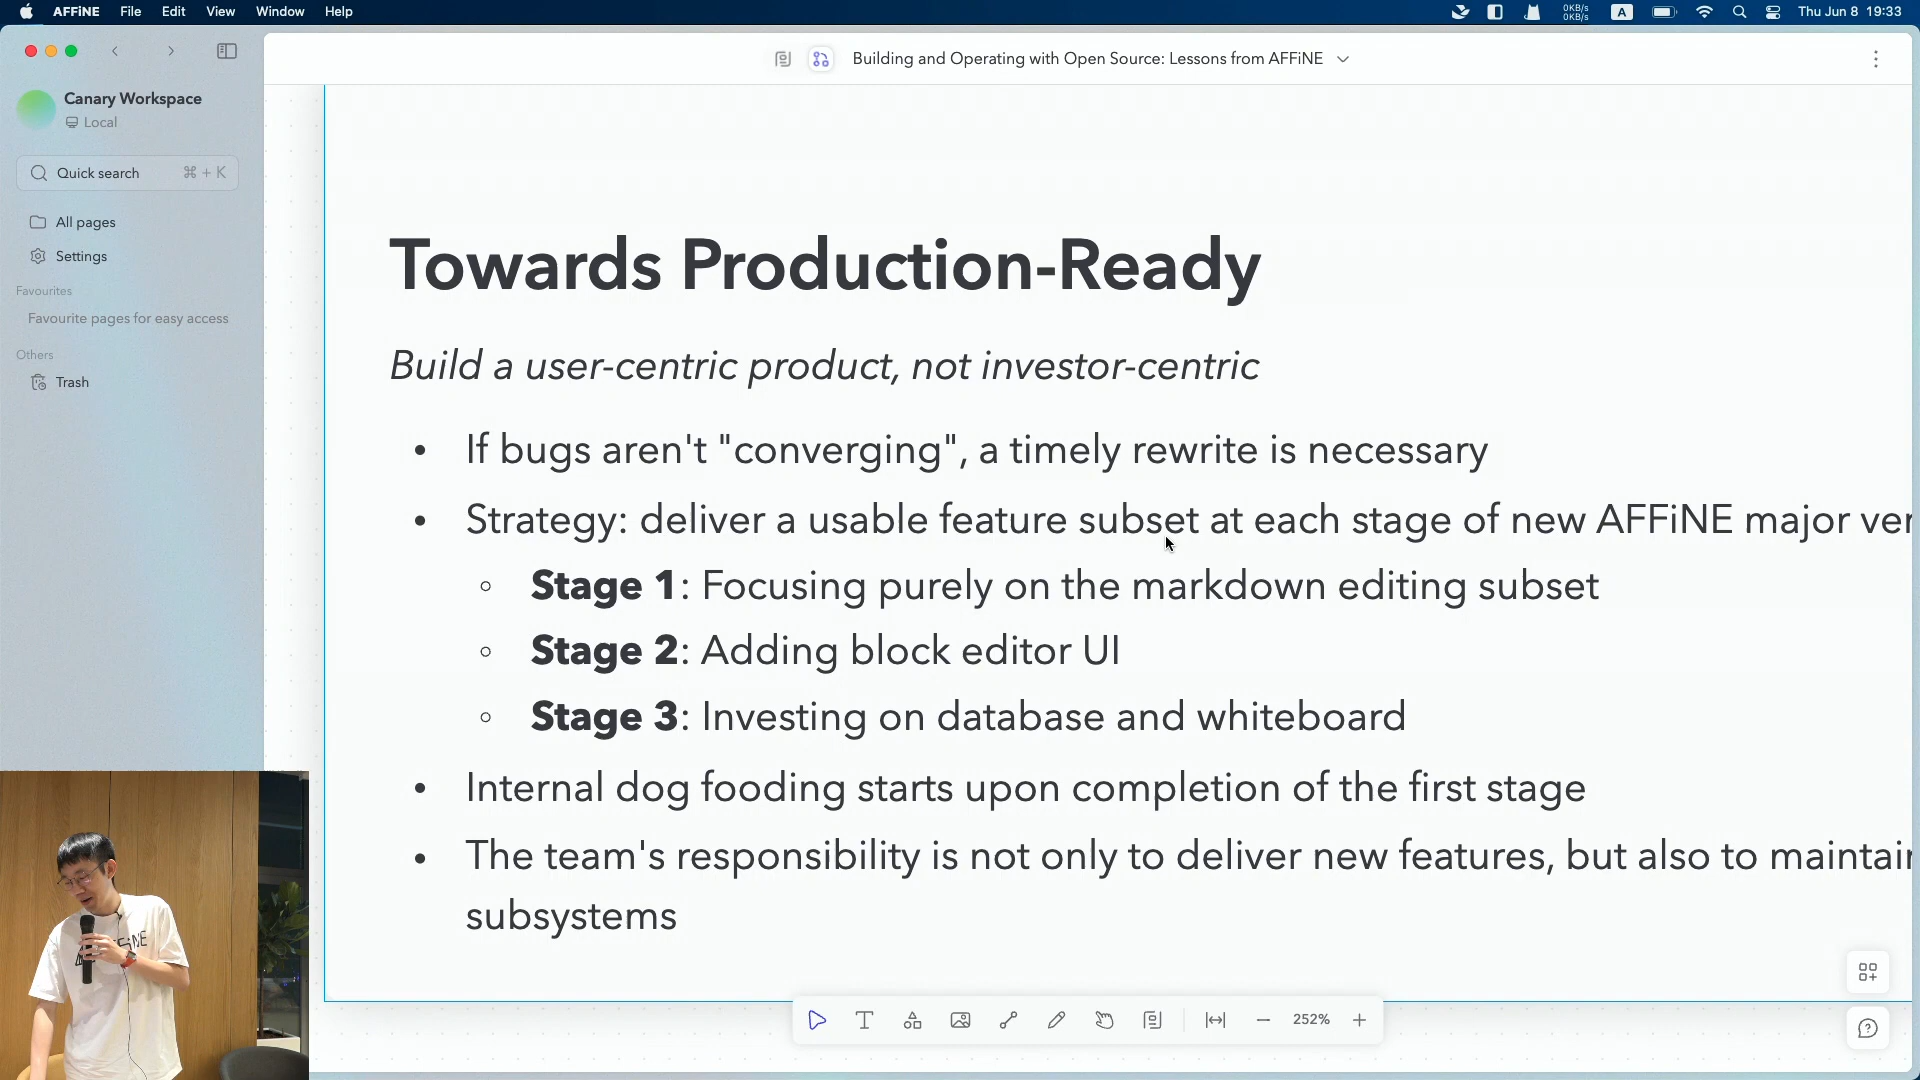 AFFiNE File Edit View Window Help 0KB/s 0KB/s A Thu Jun 8 19:33
Building and Operating with Open Source: Lessons from AFFiNE
Canary Workspace
Local
Quick search ⌘ + K
All pages
Settings
Favourites
Favourite pages for easy access
Others
Trash
Towards Production-Ready
Build a user-centric product, not investor-centric
• If bugs aren't "converging", a timely rewrite is necessary
• Strategy: deliver a usable feature subset at each stage of new AFFiNE major ver
◦ Stage 1: Focusing purely on the markdown editing subset
◦ Stage 2: Adding block editor UI
◦ Stage 3: Investing on database and whiteboard
• Internal dog fooding starts upon completion of the first stage
• The team's responsibility is not only to deliver new features, but also to maintain
subsystems
252%